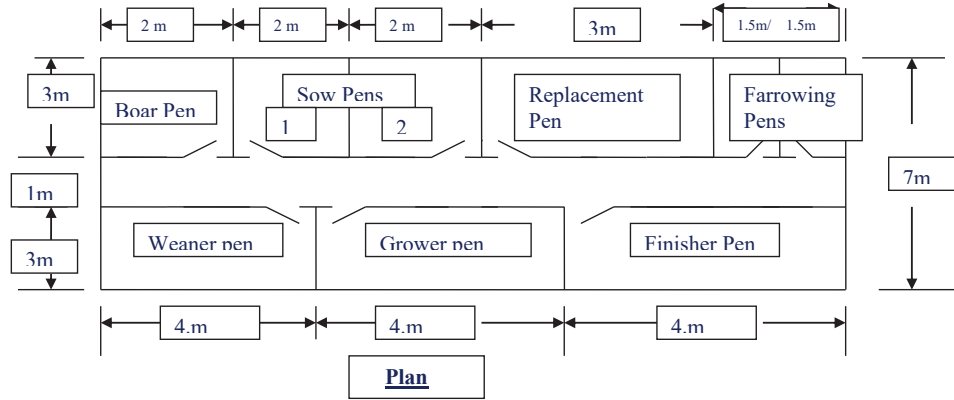 2 m 2 m 2 m 3m 1.5m/ 1.5m
3m
Boar Pen
Sow Pens
1 2
Replacement
Pen
Farrowing
Pens
1m
7m
3m
Weaner pen
Grower pen
Finisher Pen
4.m 4.m 4.m
Plan